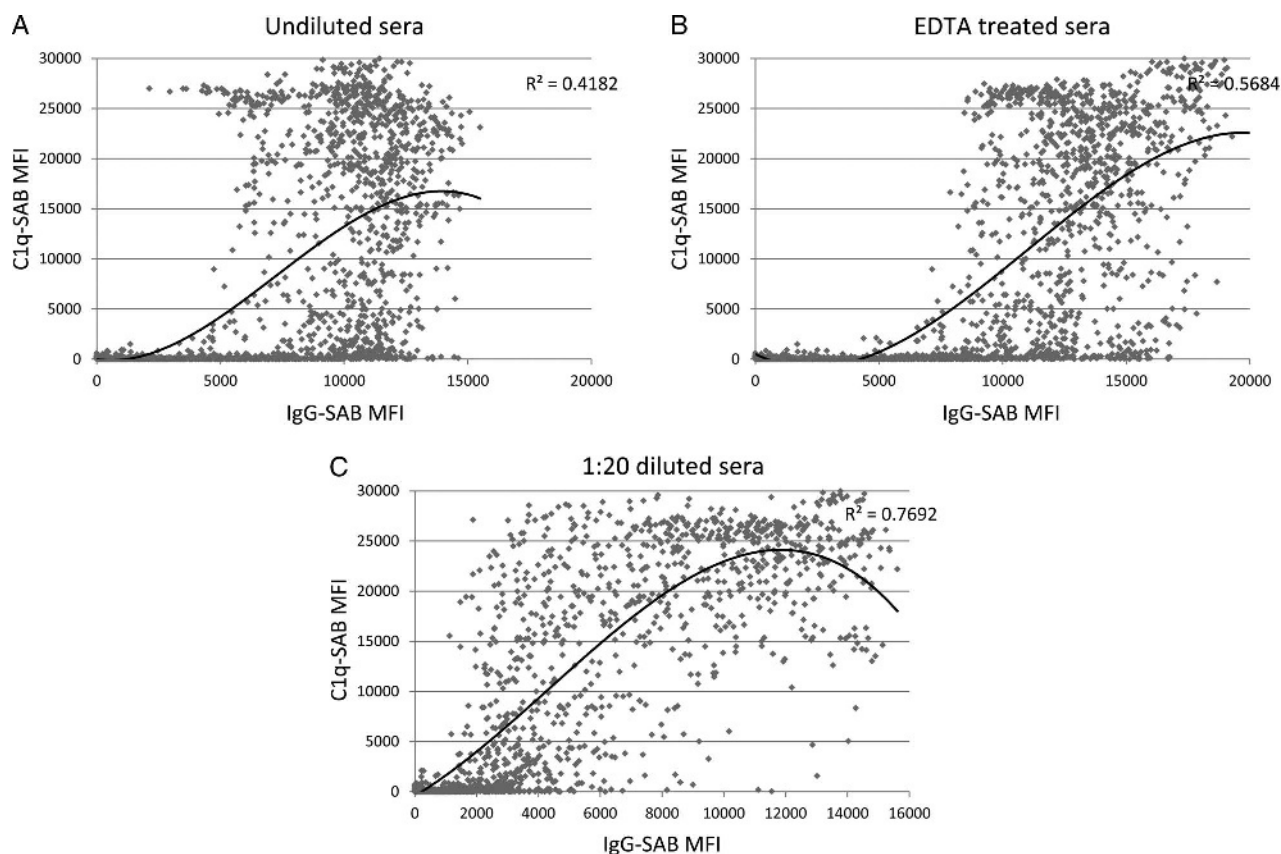 A
Undiluted sera
30000
25000
20000
15000
10000
5000
0
R² = 0.4182
C1q-SAB MFI
0 5000 10000 15000 20000
IgG-SAB MFI
B
EDTA treated sera
30000
25000
20000
15000
10000
5000
0
R² = 0.5684
C1q-SAB MFI
0 5000 10000 15000 20000
IgG-SAB MFI
C
1:20 diluted sera
30000
25000
20000
15000
10000
5000
0
R² = 0.7692
C1q-SAB MFI
0 2000 4000 6000 8000 10000 12000 14000 16000
IgG-SAB MFI